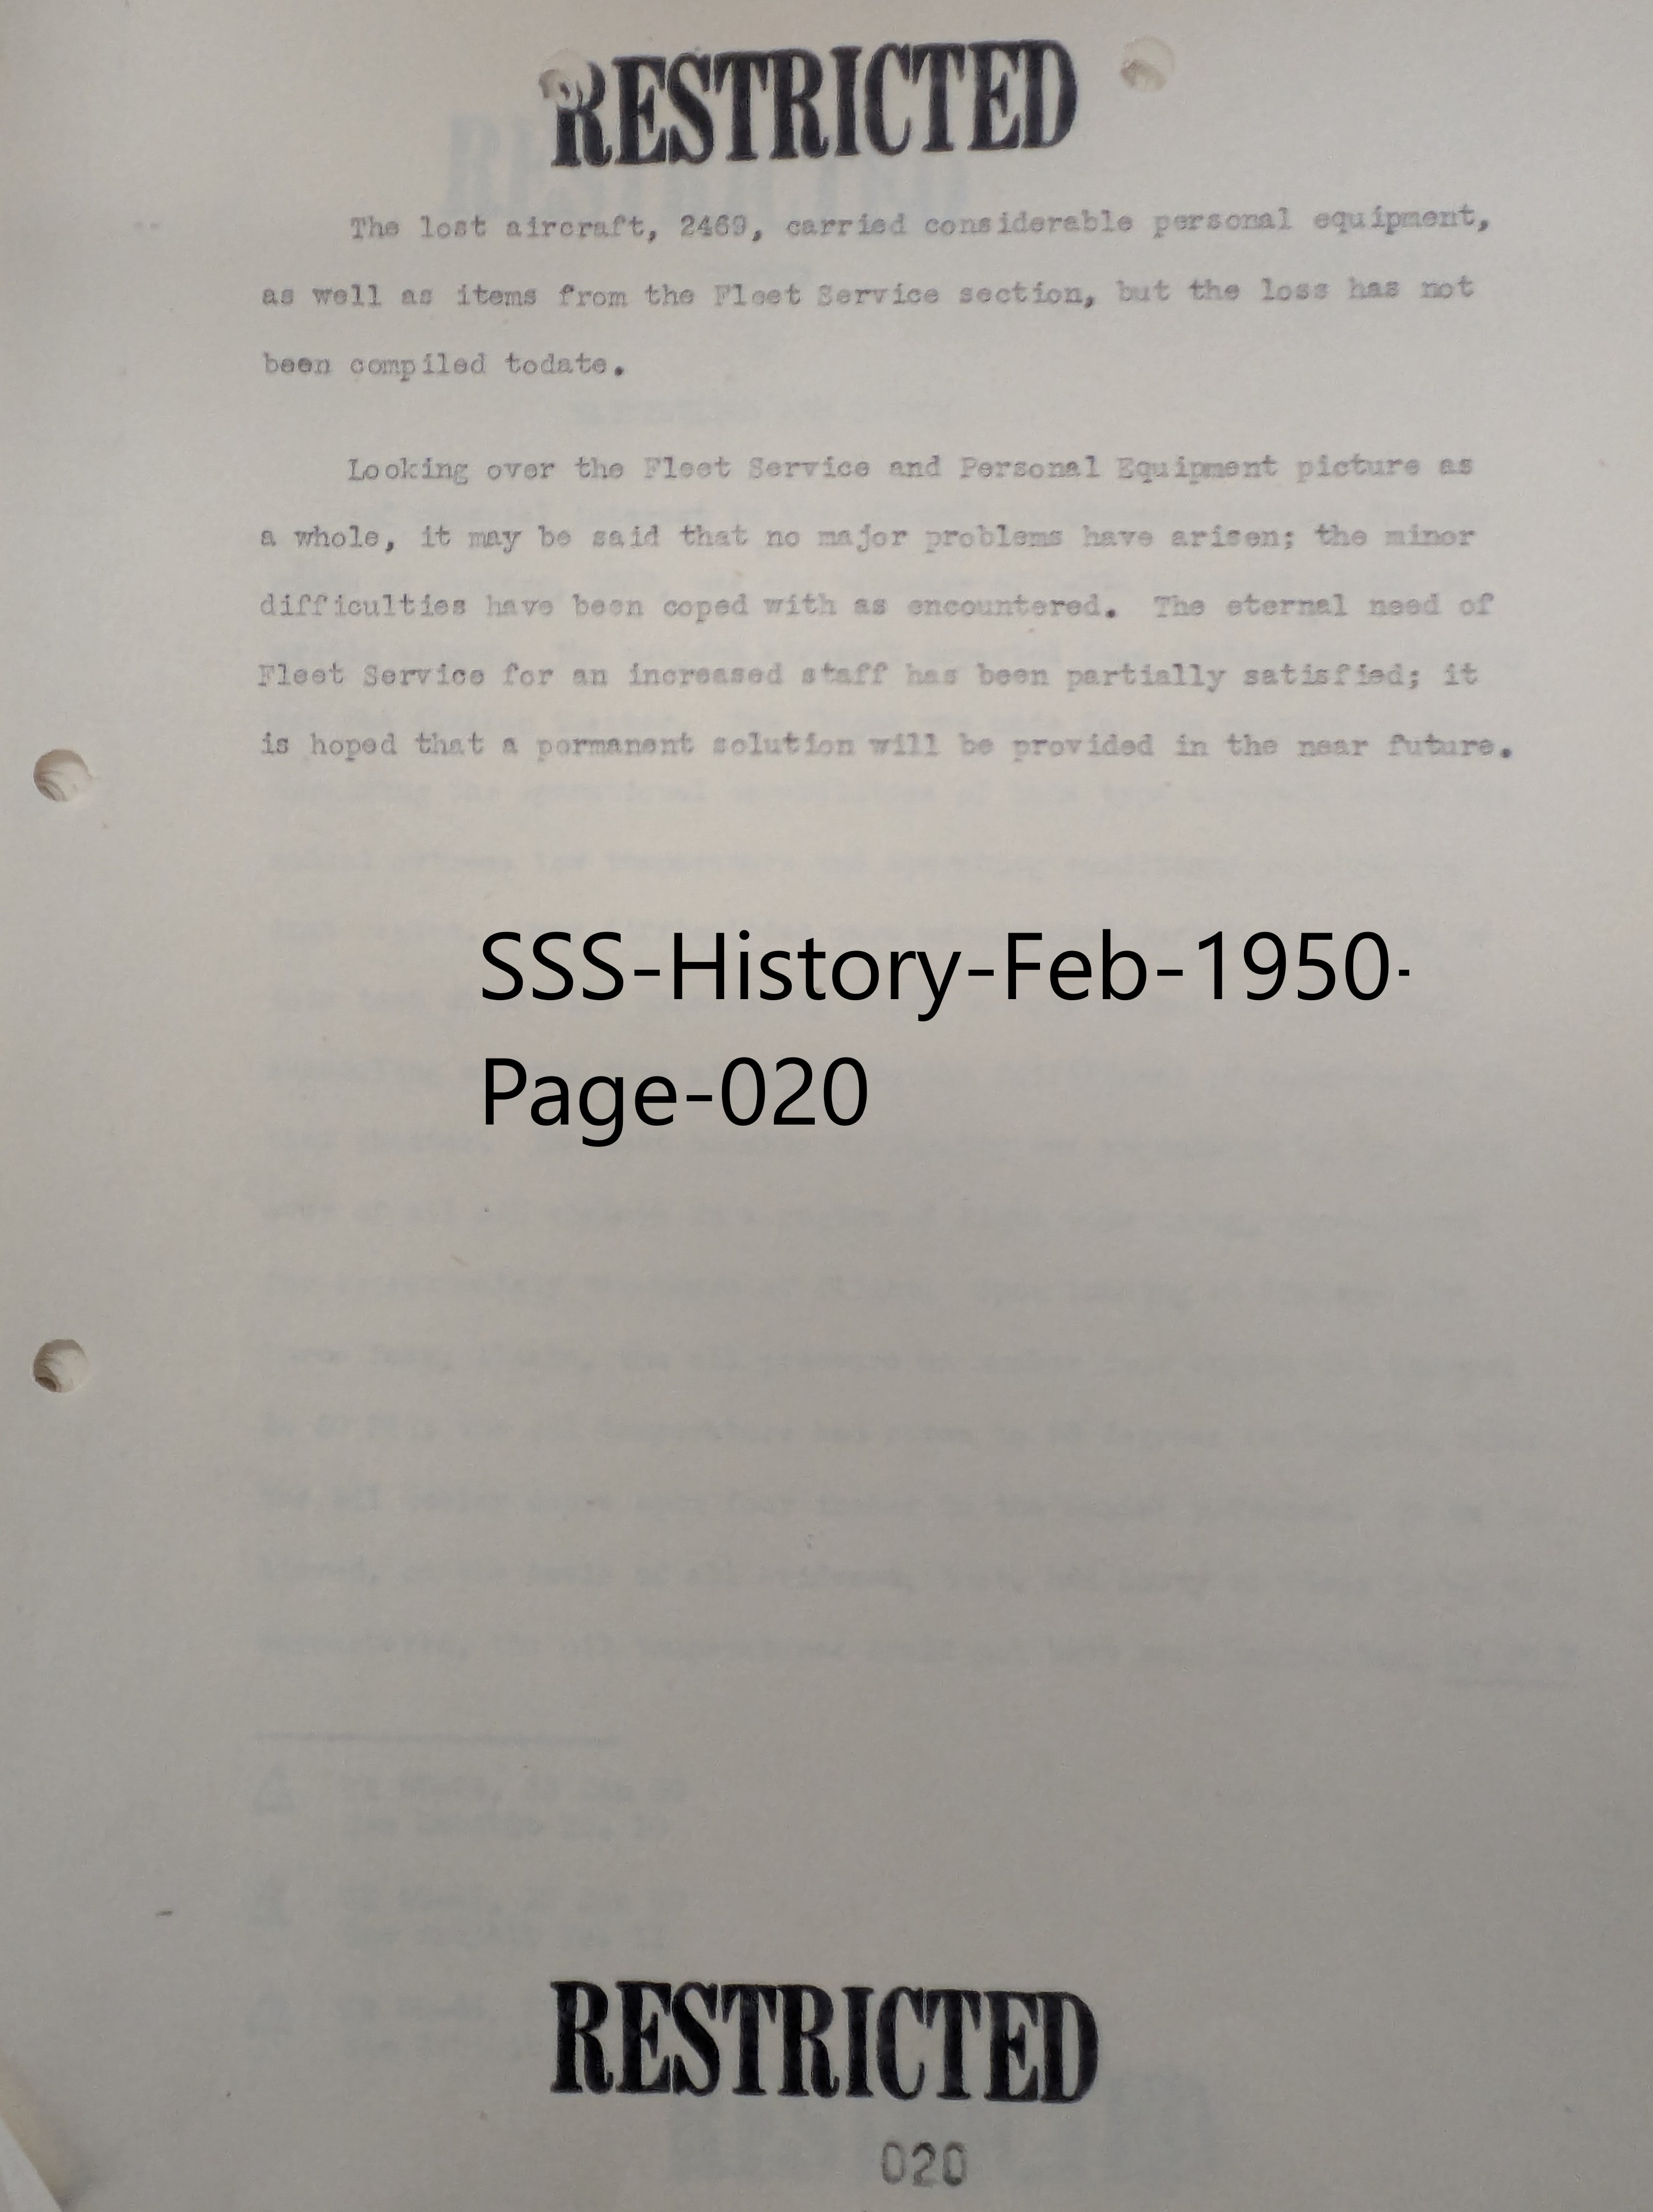 RESTRICTED
The lost aircraft, 2469, carried considerable personal equipment,
as well as items from the Fleet Service section, but the loss has not
been compiled todate.
Looking over the Fleet Service and Personal Equipment picture as
a whole, it may be said that no major problems have arisen; the minor
difficulties have been coped with as encountered. The eternal need of
Fleet Service for an increased staff has been partially satisfied; it
is hoped that a permanent solution will be provided in the near future.
SSS-History-Feb-1950-
Page-020
RESTRICTED
020